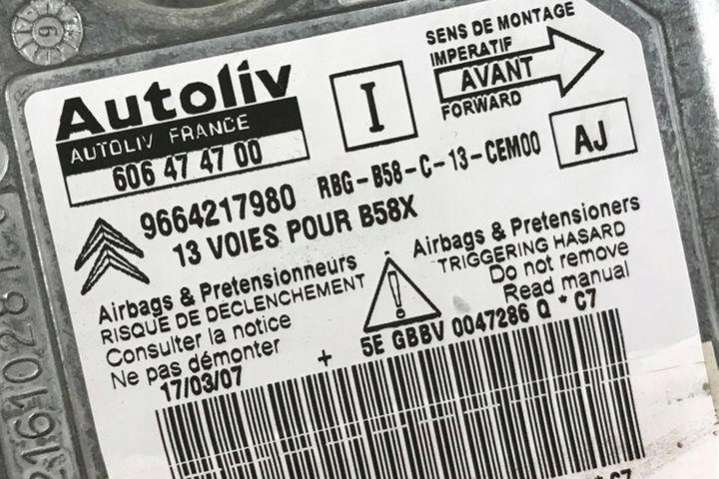 Autoliv
AUTOLIV FRANCE
606 47 47 00
I
SENS DE MONTAGE
IMPERATIF
AVANT
FORWARD
9664217980 RBG-B58-C-13-CEM00
AJ
13 VOIES POUR B58X
Airbags & Pretensionneurs
RISQUE DE DECLENCHEMENT
Consulter la notice
Ne pas démonter
17/03/07
Airbags & Pretensioners
TRIGGERING HASARD
Do not remove
Read manual
+ 5E GBBV 0047286 Q * C7